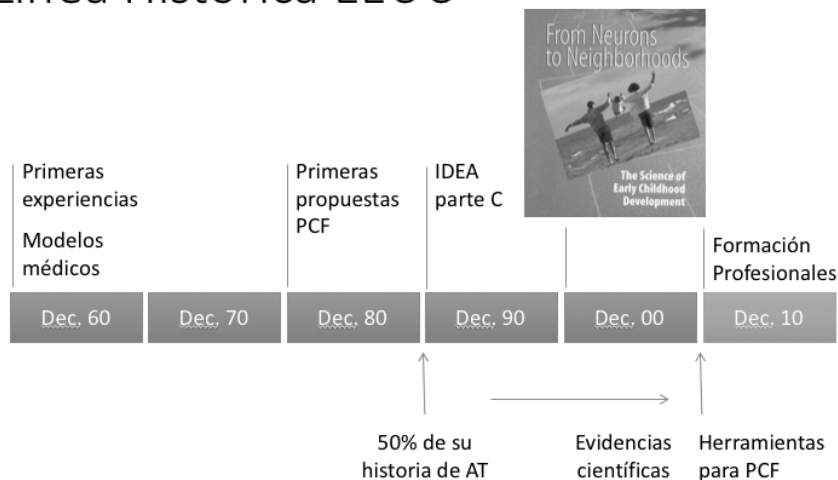 Línea Histórica EEUU
From Neurons
to Neighborhoods
The Science of
Early Childhood
Development
Primeras
experiencias
Modelos
médicos
Primeras
propuestas
PCF
IDEA
parte C
Formación
Profesionales
Dec. 60
Dec. 70
Dec. 80
Dec. 90
Dec. 00
Dec. 10
50% de su
historia de AT
Evidencias
científicas
Herramientas
para PCF